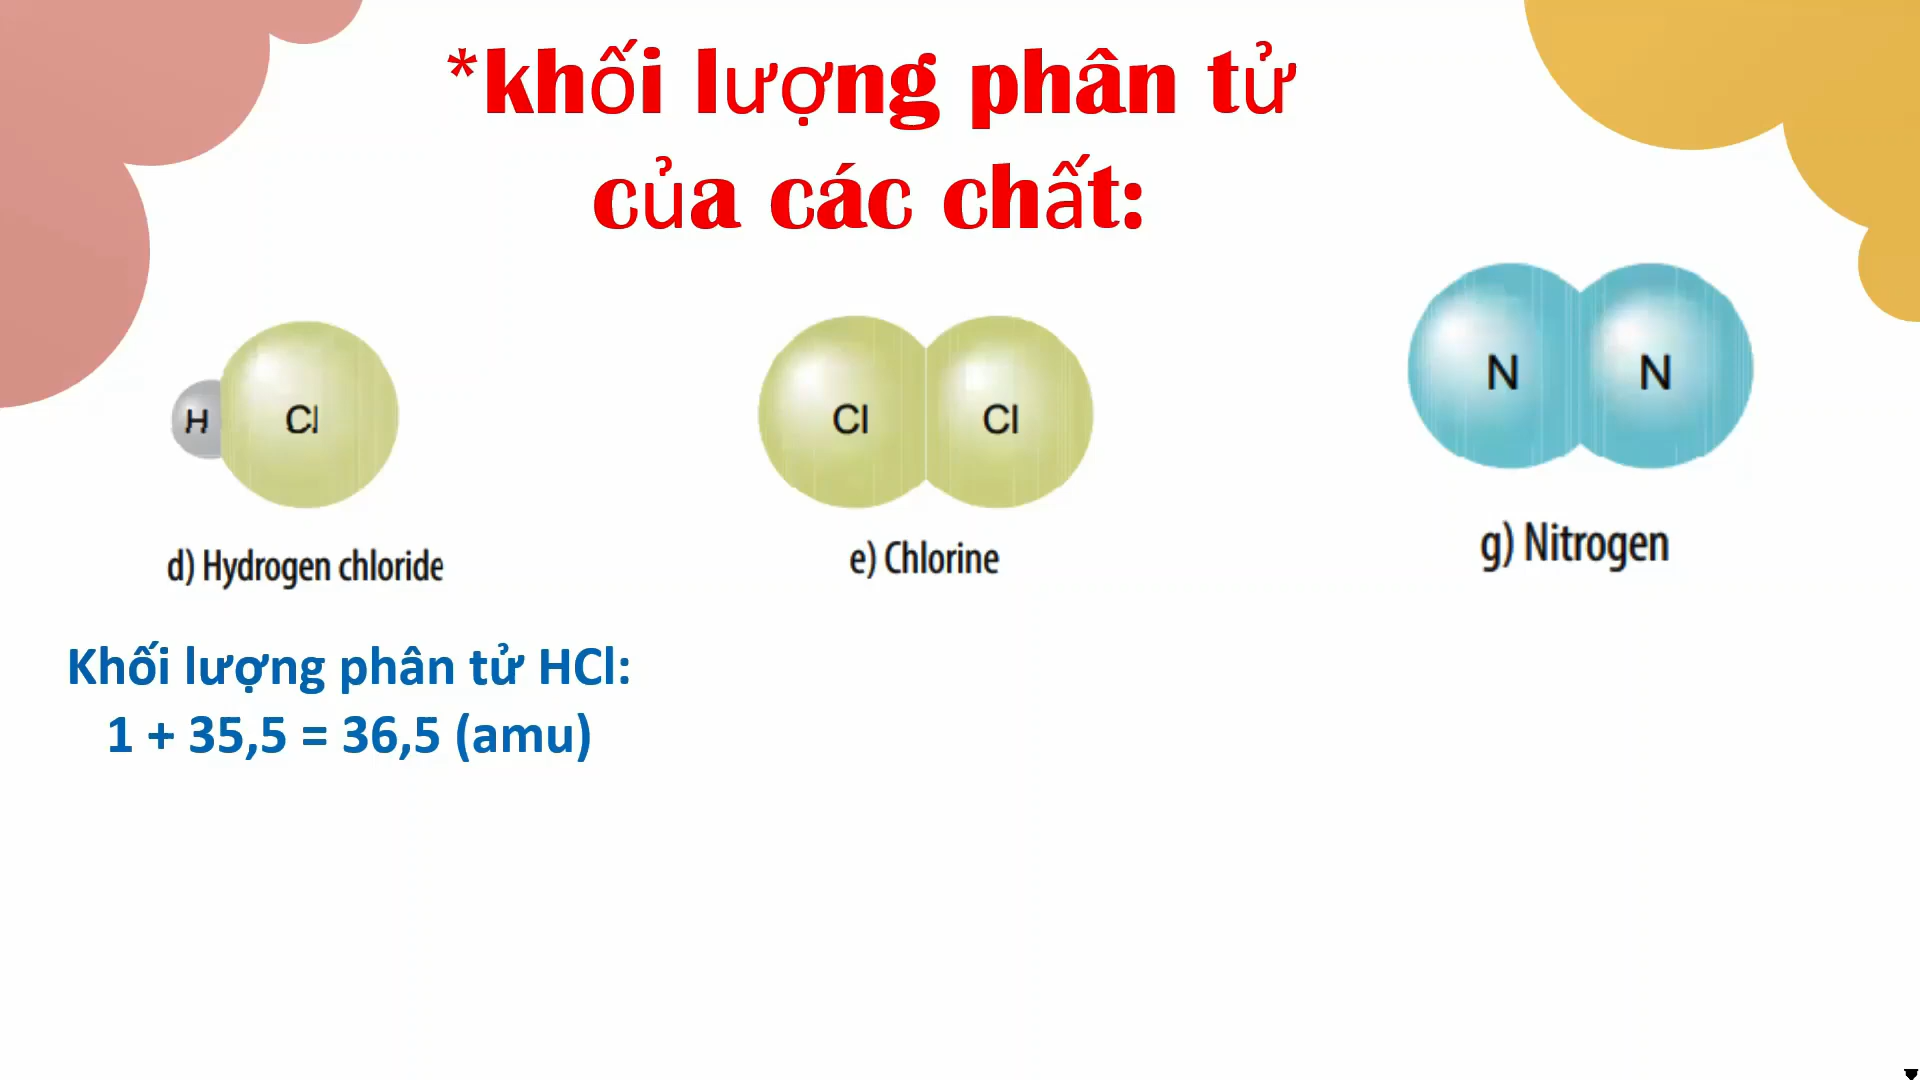 *khối lượng phân tử
của các chất:
H Cl
Cl Cl
N N
d) Hydrogen chloride
e) Chlorine
g) Nitrogen
Khối lượng phân tử HCl:
1 + 35,5 = 36,5 (amu)